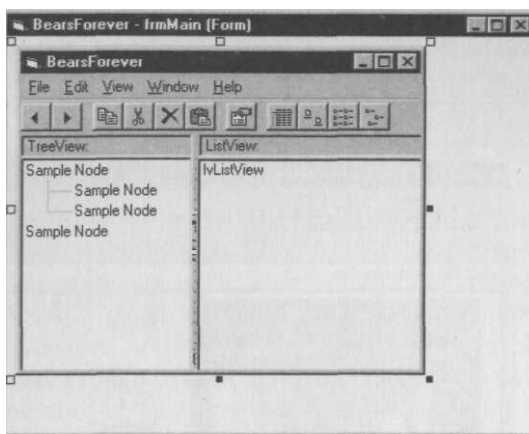 BearsForever - frmMain (Form)
BearsForever
File Edit View Window Help
TreeView: ListView:
Sample Node lvListView
Sample Node
Sample Node
Sample Node